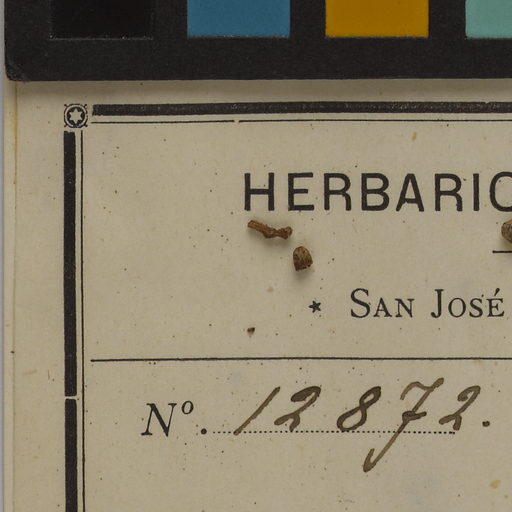 HERBARIO
* SAN JOSÉ
Nº. 12872.